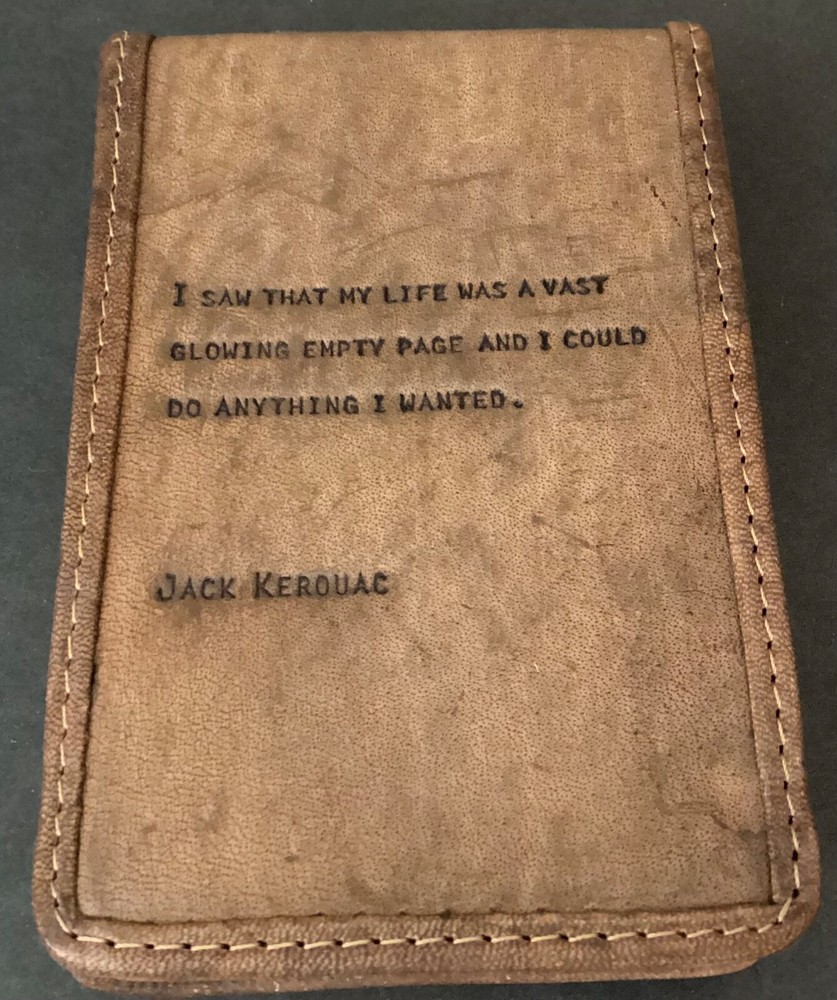 I SAW THAT MY LIFE WAS A VAST
GLOWING EMPTY PAGE AND I COULD
DO ANYTHING I WANTED.
JACK KEROUAC